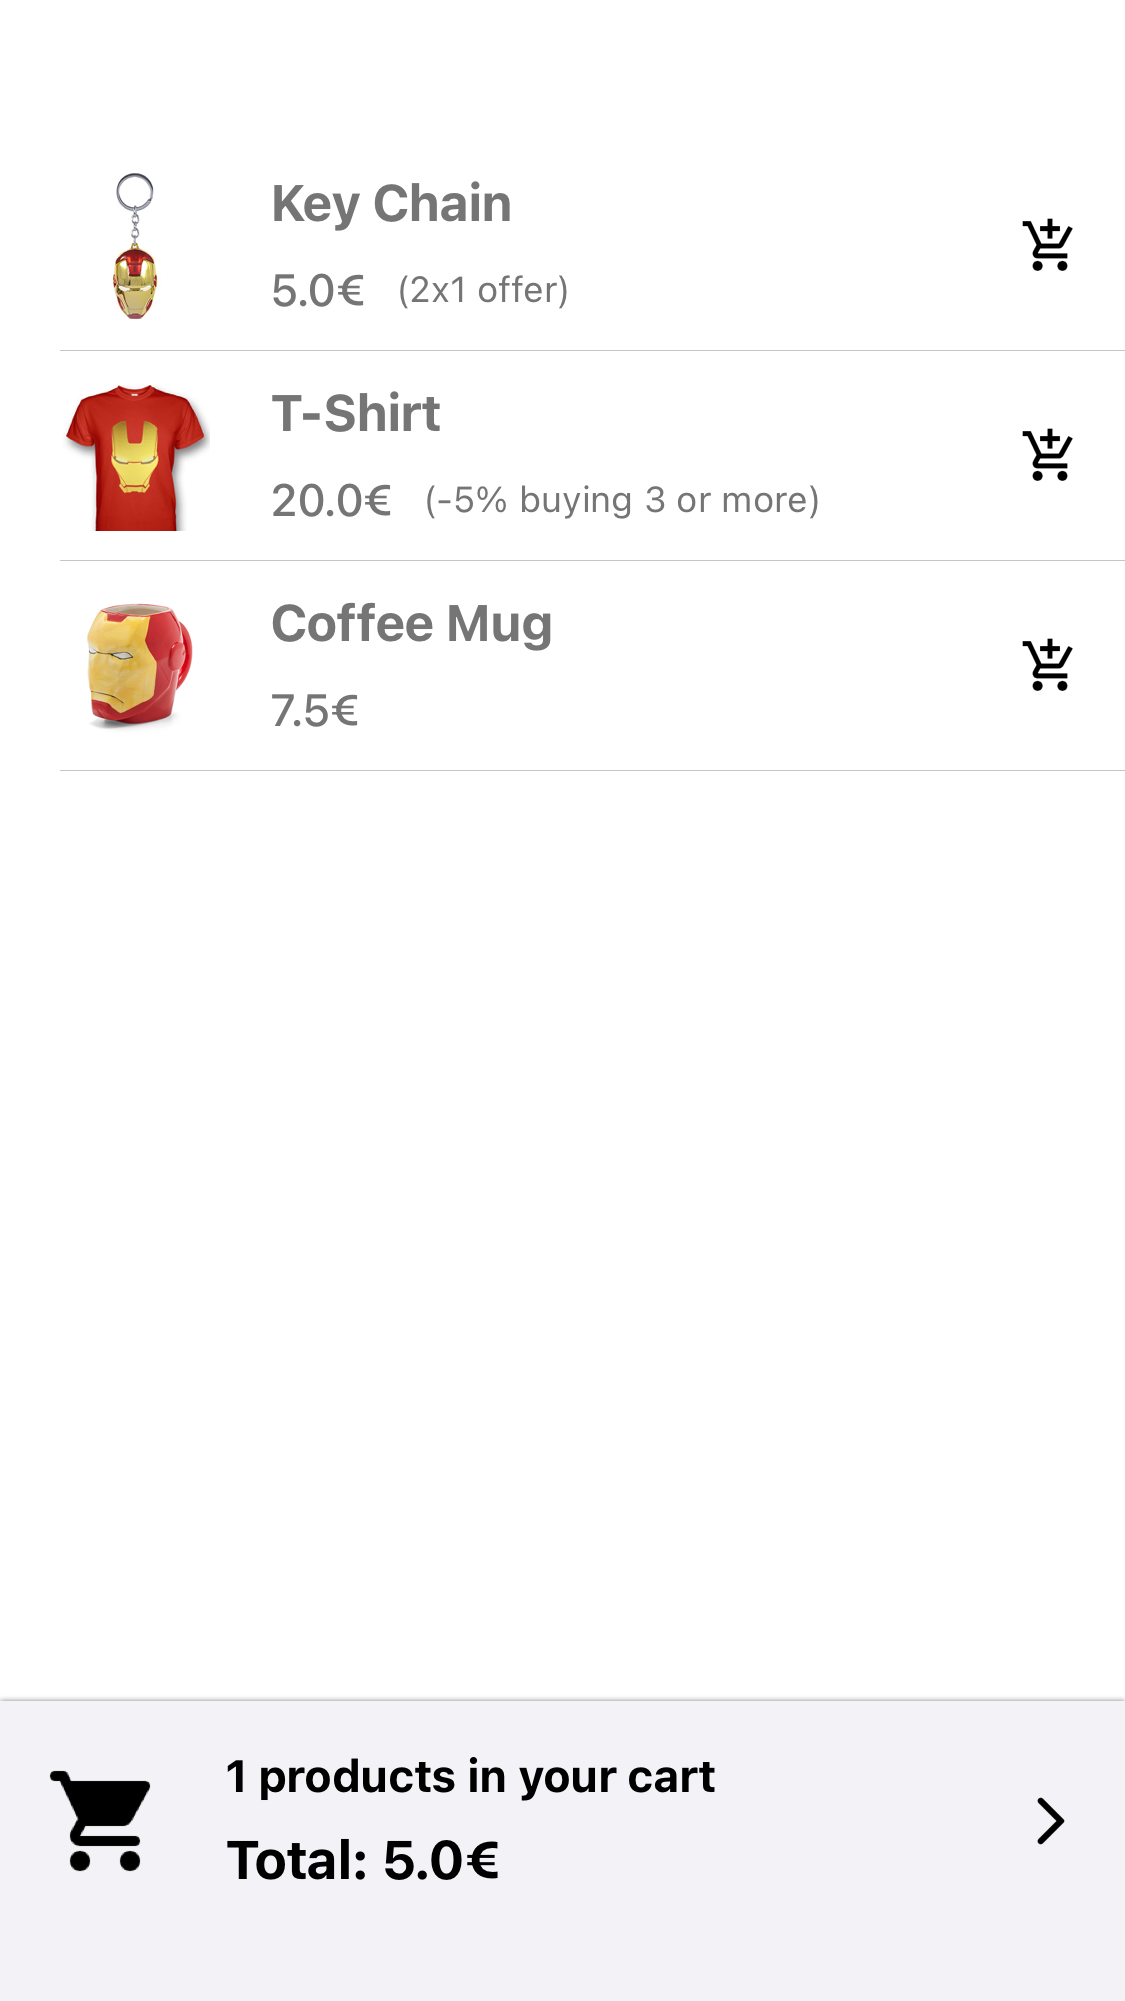 Key Chain
5.0€ (2x1 offer)
T-Shirt
20.0€ (-5% buying 3 or more)
Coffee Mug
7.5€
1 products in your cart
Total: 5.0€